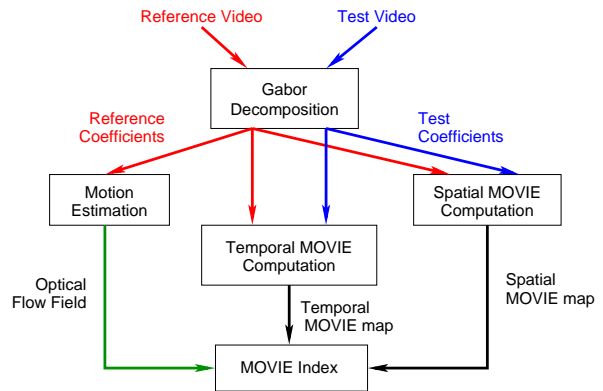 Reference Video
Test Video
Gabor
Decomposition
Reference
Coefficients
Test
Coefficients
Motion
Estimation
Spatial MOVIE
Computation
Temporal MOVIE
Computation
Optical
Flow Field
Spatial
MOVIE map
Temporal
MOVIE map
MOVIE Index